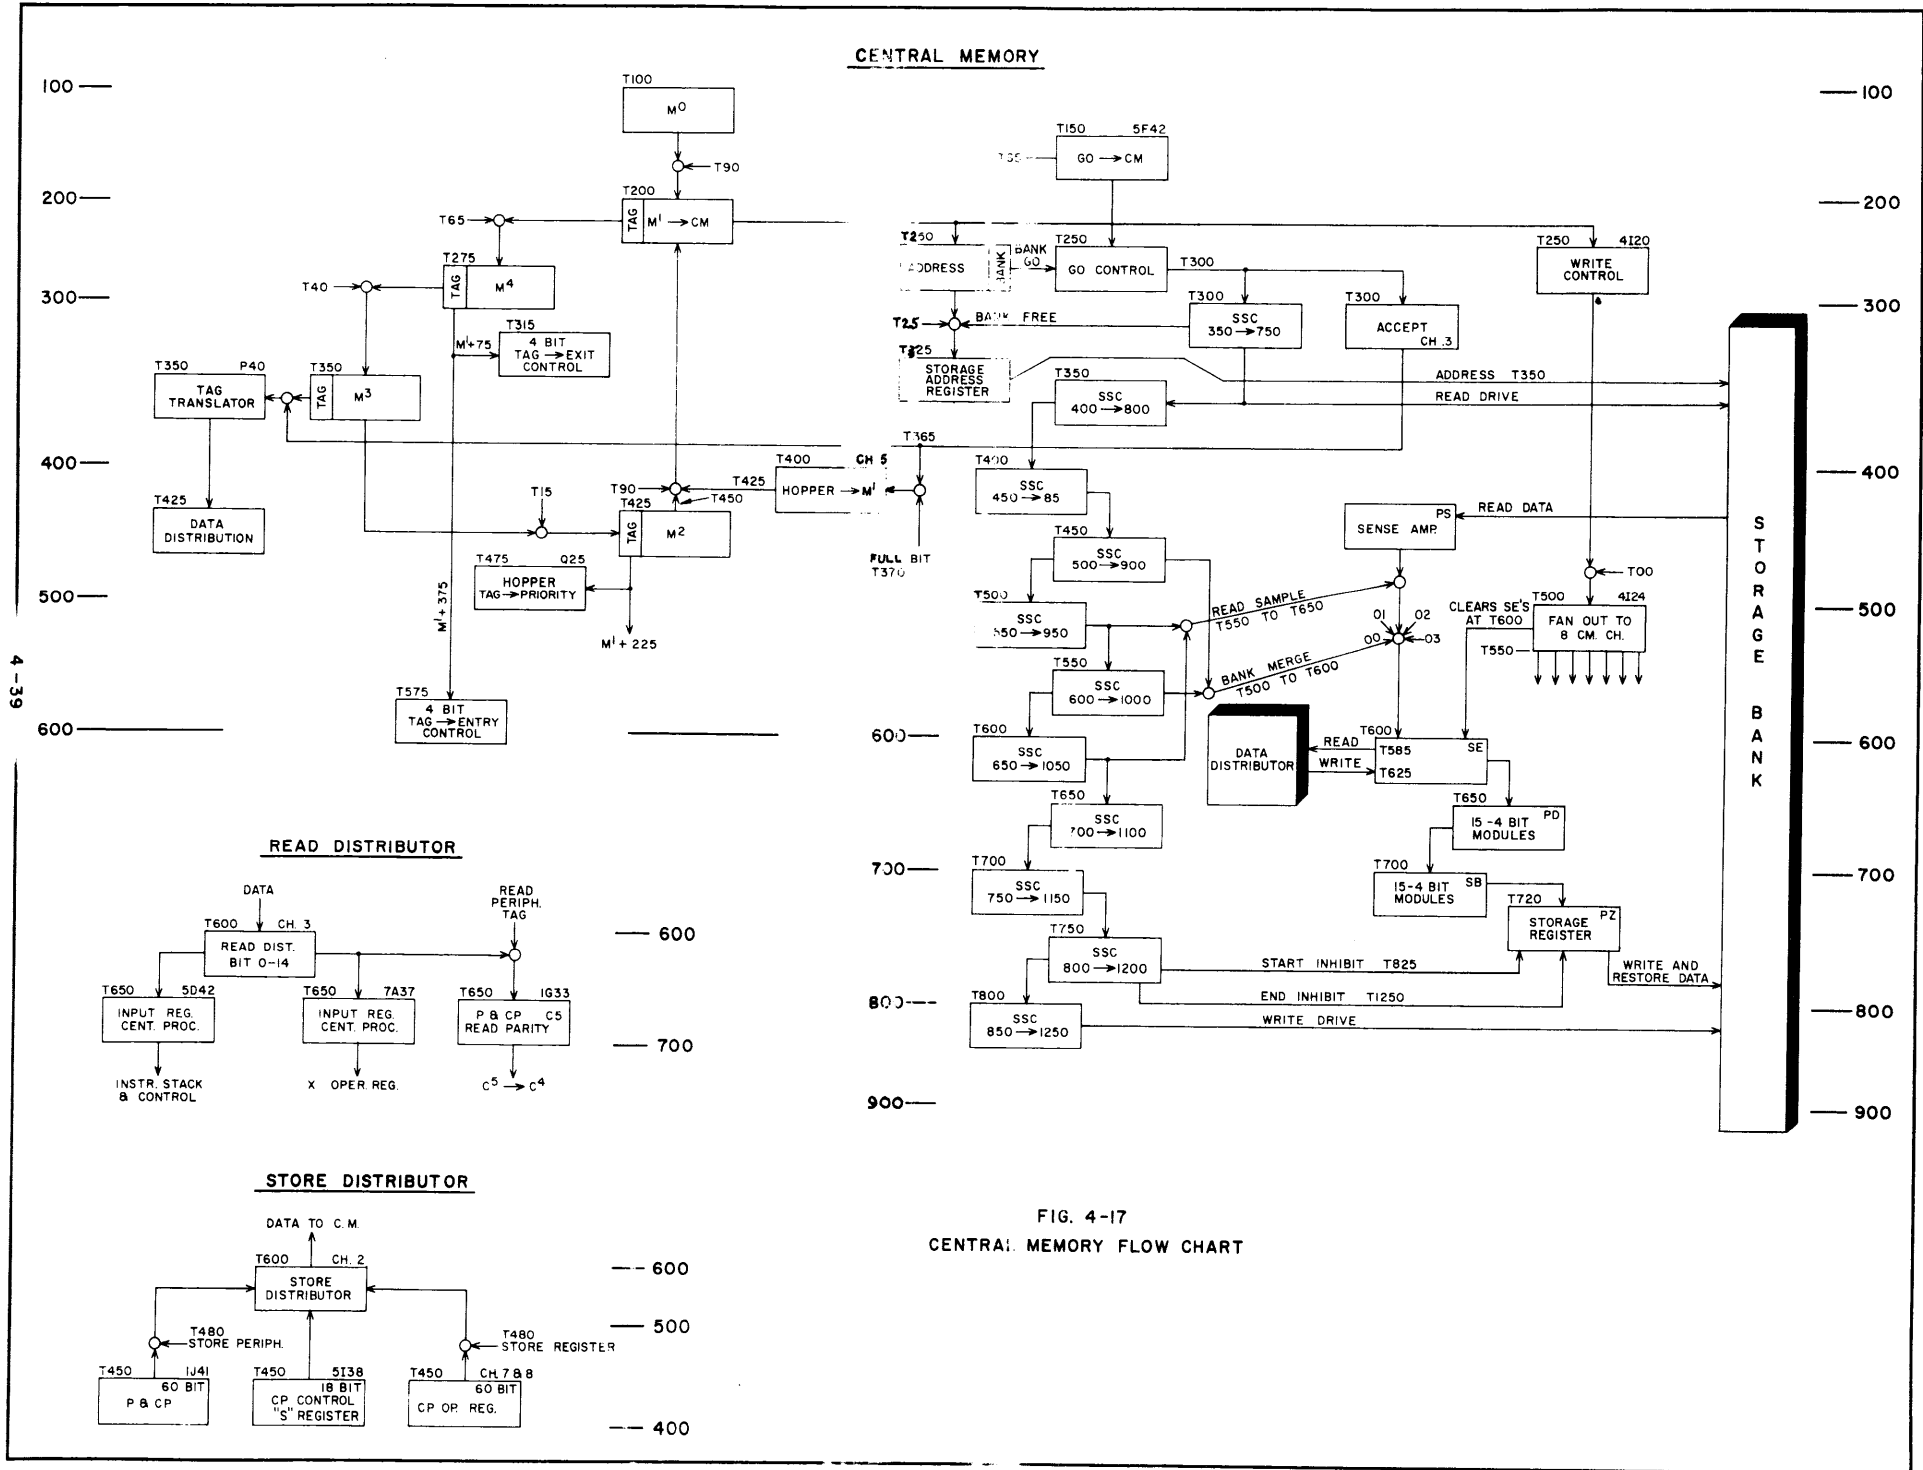 CENTRAL MEMORY
100
200
300
400
500
600
T100
M0
T90
T200
TAG
M1 → CM
T65
T275
TAG
M4
T40
T315
4 BIT
TAG → EXIT
CONTROL
M1+75
T350 P40
TAG
TRANSLATOR
T350
TAG
M3
T425
DATA
DISTRIBUTION
T15
T90
T450
T425
TAG
M2
T425
T400 CH 5
HOPPER → M1
T365
FULL BIT
T370
T475 Q25
HOPPER
TAG → PRIORITY
M1+375
M1+225
T575
4 BIT
TAG → ENTRY
CONTROL
4-39
T150 5F42
GO → CM
ADDRESS
BANK
BANK
GO
T250
GO CONTROL
T300
T250 4I20
WRITE
CONTROL
T25
BANK FREE
T300
SSC
350 → 750
T300
ACCEPT
CH.3
STORAGE
ADDRESS
REGISTER
ADDRESS T350
READ DRIVE
T350
SSC
400 → 800
T400
SSC
450 → 85
T450
SSC
500 → 900
T500
SSC
550 → 950
T550
SSC
600 → 1000
T600
SSC
650 → 1050
T650
SSC
700 → 1100
T700
SSC
750 → 1150
T750
SSC
800 → 1200
T800
SSC
850 → 1250
PS
SENSE AMP.
READ DATA
READ SAMPLE
T550 TO T650
BANK MERGE
T500 TO T600
01
02
00
03
CLEARS SE'S
AT T600
T00
T500 4I24
FAN OUT TO
8 CM. CH.
T550
DATA
DISTRIBUTOR
READ
WRITE
T600
T585 SE
T625
T650
PD
15-4 BIT
MODULES
T700
15-4 BIT SB
MODULES
T720
PZ
STORAGE
REGISTER
START INHIBIT T825
END INHIBIT T1250
WRITE DRIVE
WRITE AND
RESTORE DATA
STORAGE BANK
600
700
800
900
100
200
300
400
500
600
700
800
900
READ DISTRIBUTOR
DATA
READ
PERIPH.
TAG
T600 CH. 3
READ DIST.
BIT 0-14
T650 5D42
INPUT REG.
CENT. PROC.
T650 7A37
INPUT REG.
CENT. PROC.
T650 1G33
P & CP C5
READ PARITY
INSTR. STACK
& CONTROL
X OPER. REG.
C5 → C4
600
700
STORE DISTRIBUTOR
DATA TO C.M.
T600 CH. 2
STORE
DISTRIBUTOR
T480
STORE PERIPH.
T480
STORE REGISTER
T450 1J41
60 BIT
P & CP
T450 5I38
18 BIT
CP CONTROL
"S" REGISTER
T450 CH. 7 & 8
60 BIT
CP OP. REG.
600
500
400
FIG. 4-17
CENTRAL MEMORY FLOW CHART